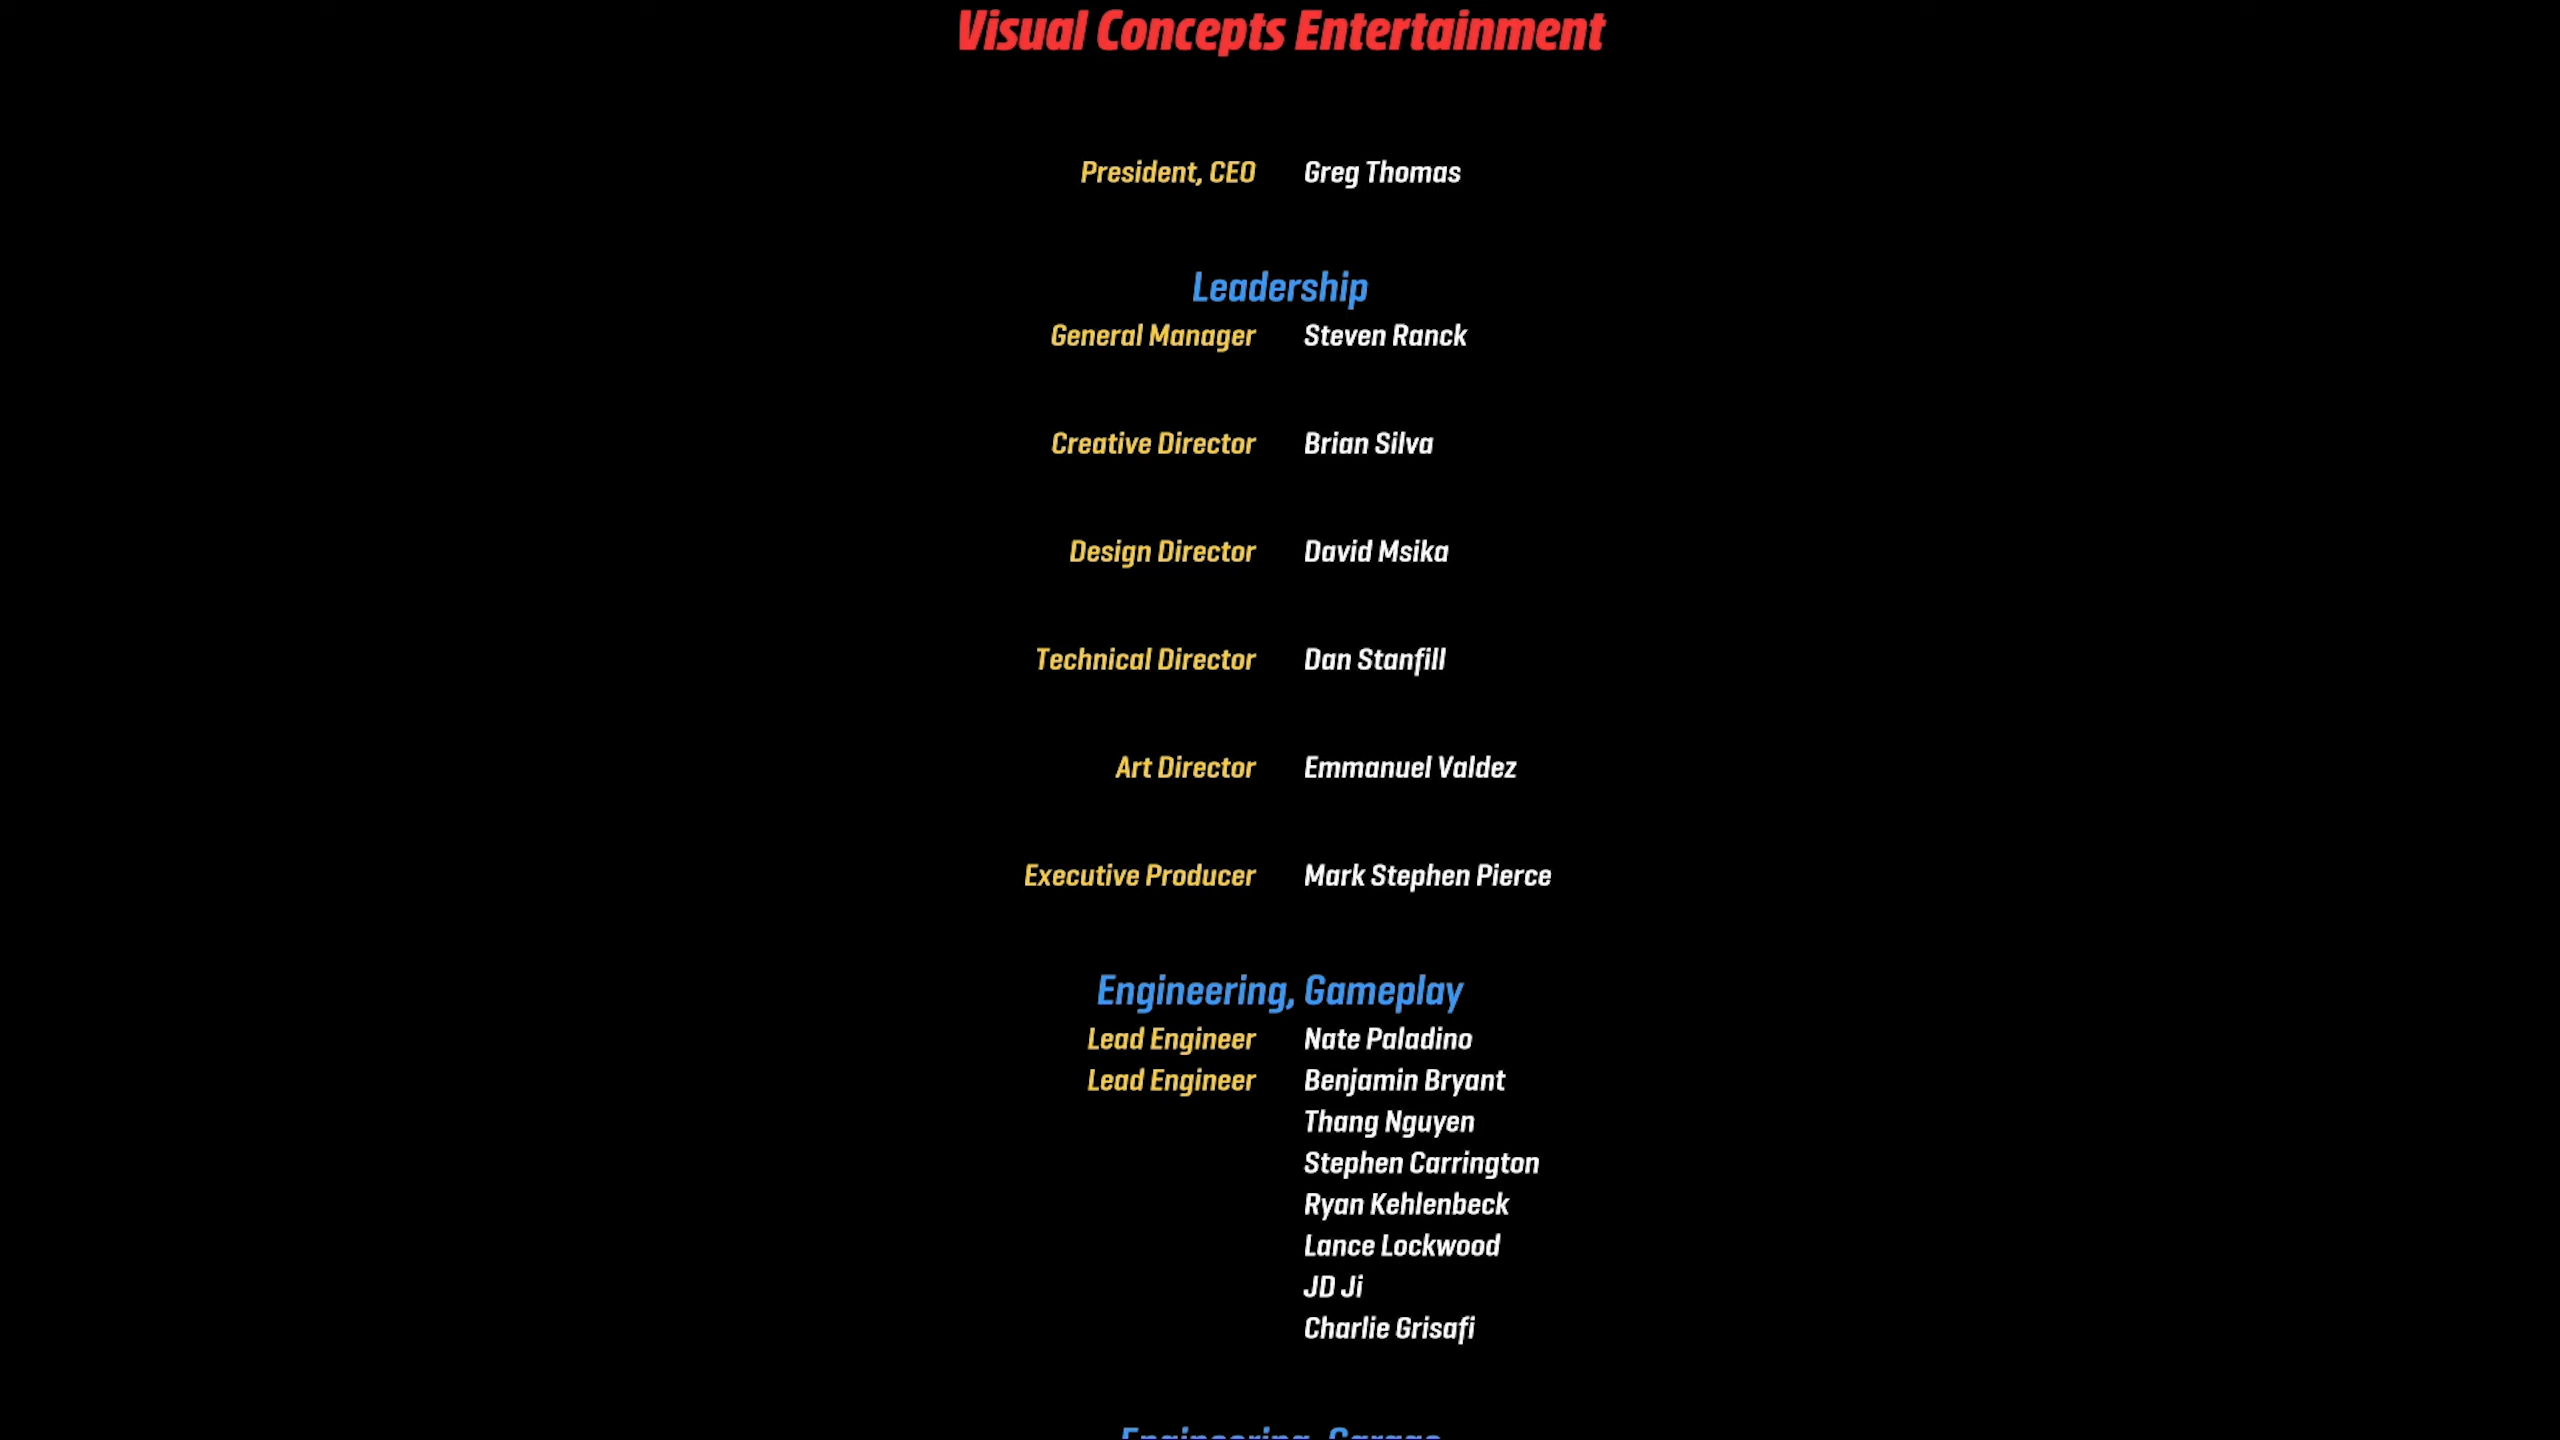 Visual Concepts Entertainment
President, CEO Greg Thomas
Leadership
General Manager Steven Ranck
Creative Director Brian Silva
Design Director David Msika
Technical Director Dan Stanfill
Art Director Emmanuel Valdez
Executive Producer Mark Stephen Pierce
Engineering, Gameplay
Lead Engineer Nate Paladino
Lead Engineer Benjamin Bryant
Thang Nguyen
Stephen Carrington
Ryan Kehlenbeck
Lance Lockwood
JD Ji
Charlie Grisafi
Engineering, Garage